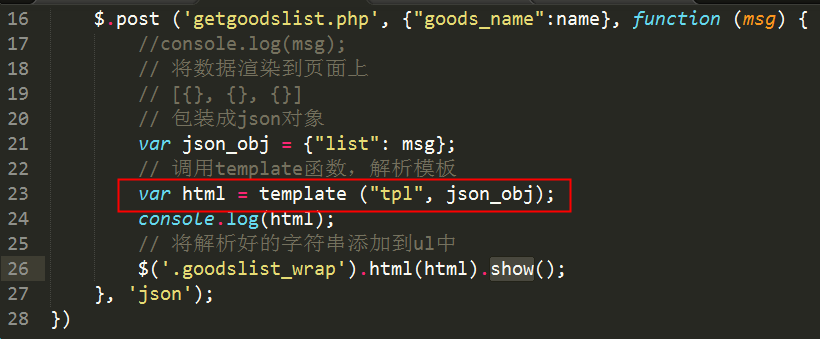 16 $.post ('getgoodslist.php', {"goods_name":name}, function (msg) {
17 //console.log(msg);
18 // 将数据渲染到页面上
19 // [{}, {}, {}]
20 // 包装成json对象
21 var json_obj = {"list": msg};
22 // 调用template函数，解析模板
23 var html = template ("tpl", json_obj);
24 console.log(html);
25 // 将解析好的字符串添加到ul中
26 $('.goodslist_wrap').html(html).show();
27 }, 'json');
28 })